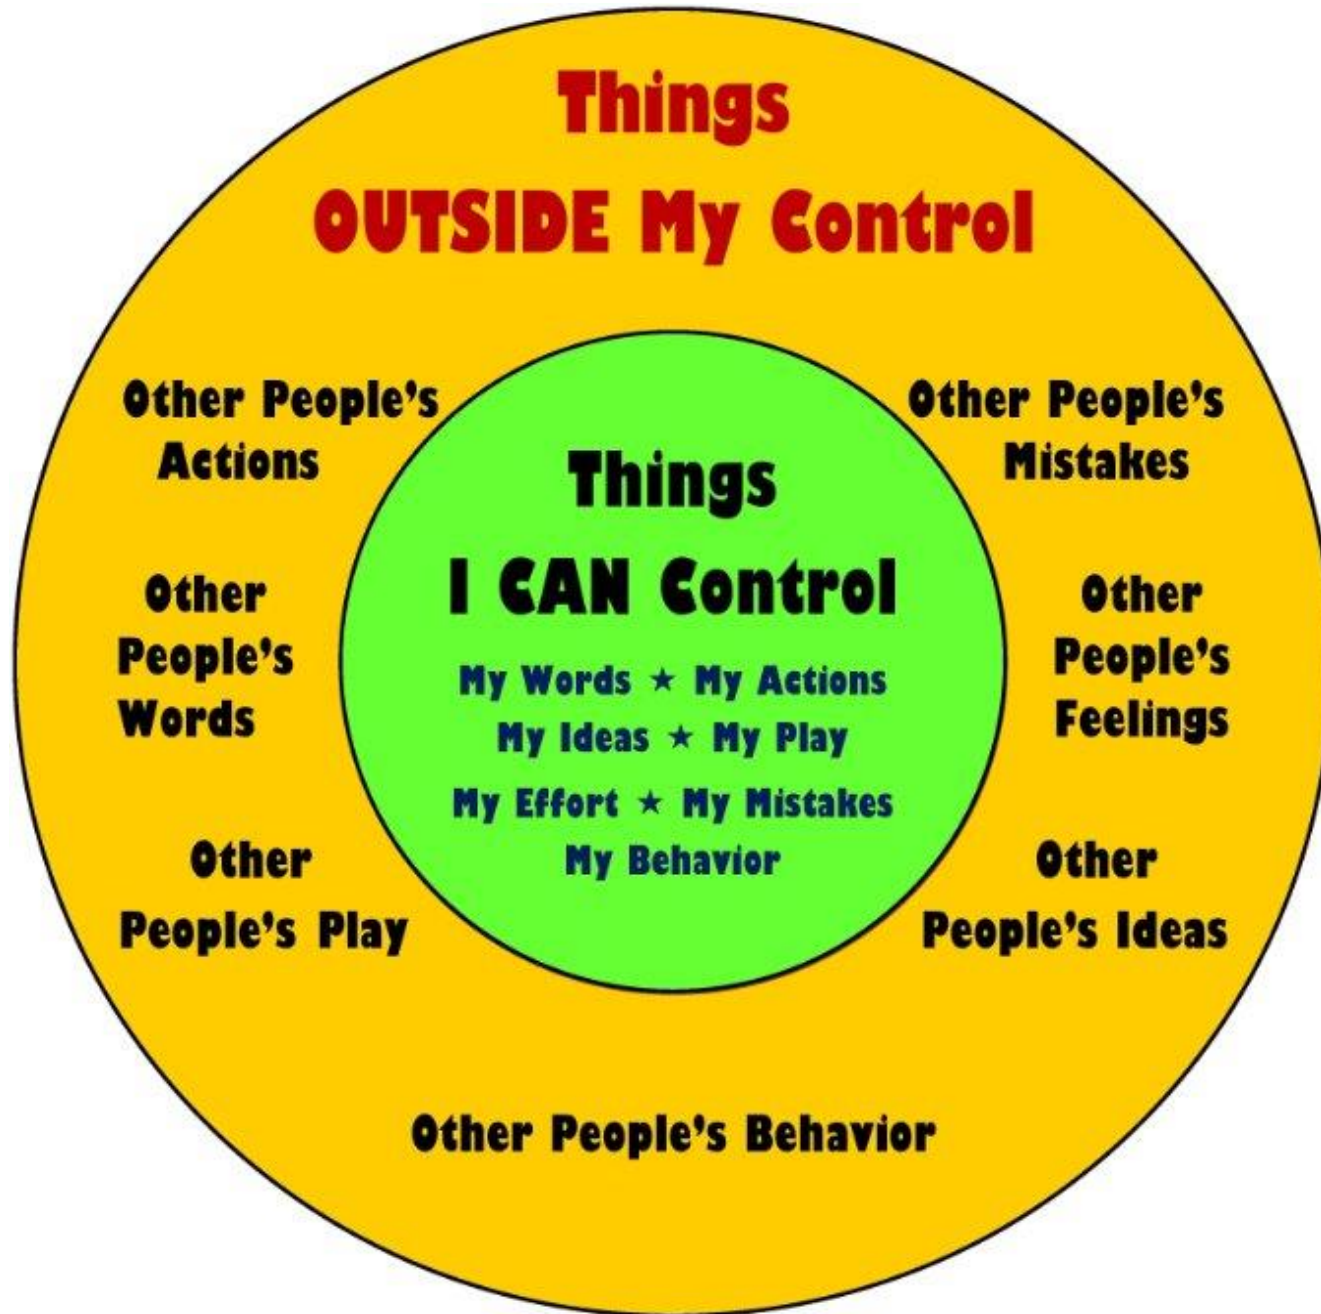 Things
OUTSIDE My Control
Other People's
Actions
Other People's
Mistakes
Things
I CAN Control
My Words ★ My Actions
My Ideas ★ My Play
My Effort ★ My Mistakes
My Behavior
Other
People's
Words
Other
People's
Feelings
Other
People's Play
Other
People's Ideas
Other People's Behavior